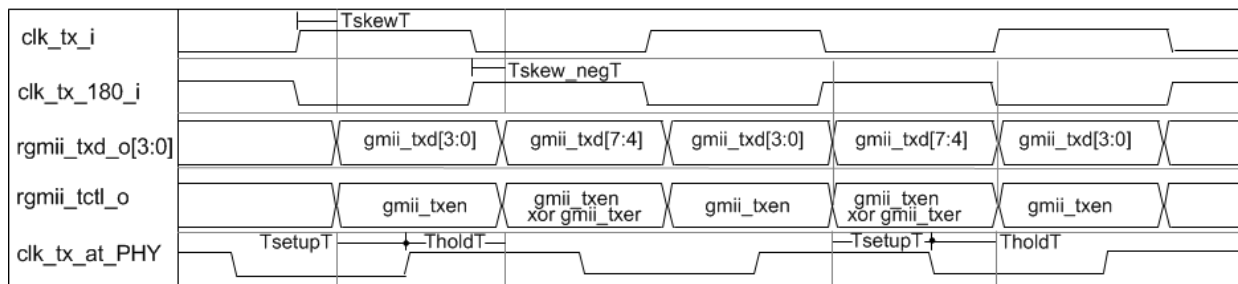 clk_tx_i
TskewT
clk_tx_180_i
Tskew_negT
rgmii_txd_o[3:0]
gmii_txd[3:0]
gmii_txd[7:4]
gmii_txd[3:0]
gmii_txd[7:4]
gmii_txd[3:0]
rgmii_tctl_o
gmii_txen
gmii_txen
xor gmii_txer
gmii_txen
gmii_txen
xor gmii_txer
gmii_txen
clk_tx_at_PHY
TsetupT
TholdT
TsetupT
TholdT